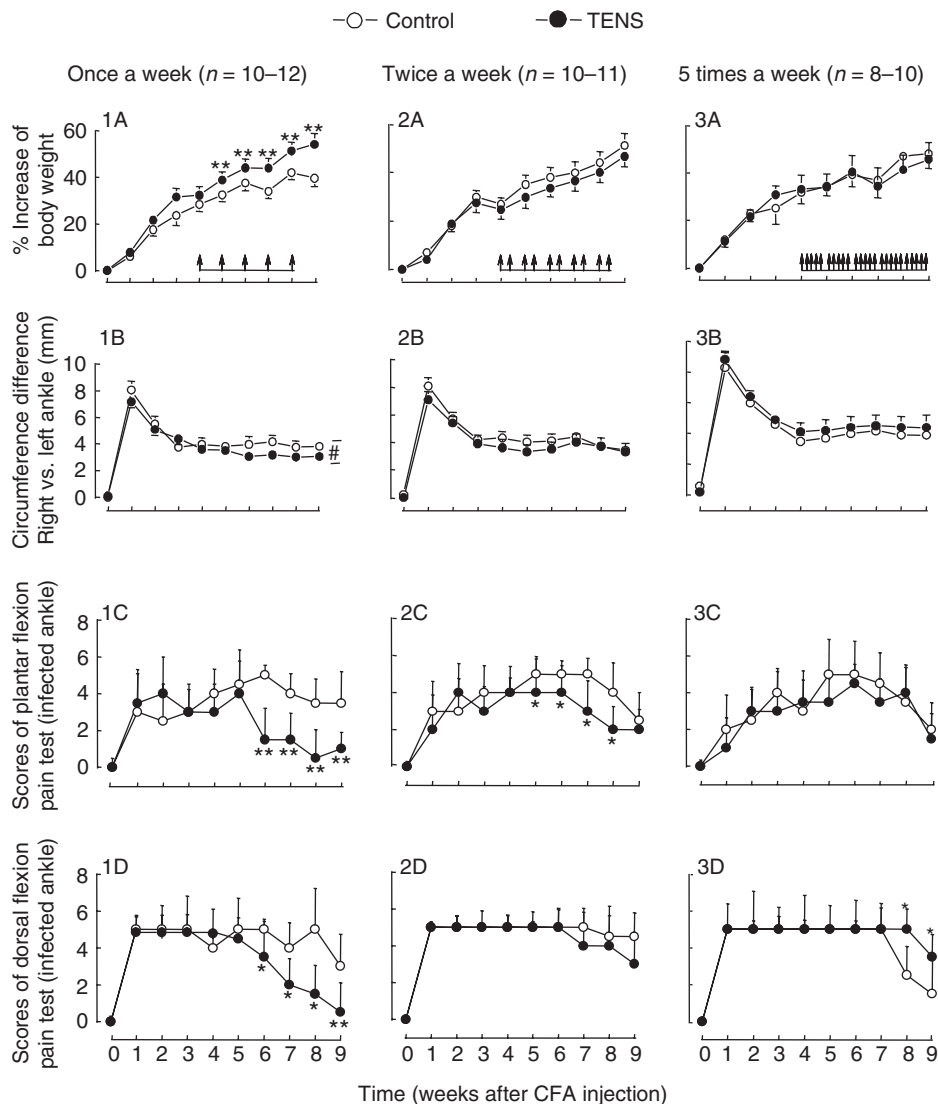 Control TENS
Once a week (n = 10–12) Twice a week (n = 10–11) 5 times a week (n = 8–10)
% Increase of
body weight
1A 2A 3A
60
40
20
0
** ** ** ** **
Circumference difference
Right vs. left ankle (mm)
1B 2B 3B
10
8
6
4
2
0
#
Scores of plantar flexion
pain test (infected ankle)
1C 2C 3C
8
6
4
2
0
** ** ** **
* * * *
Scores of dorsal flexion
pain test (infected ankle)
1D 2D 3D
8
6
4
2
0
* * * **
* *
0 1 2 3 4 5 6 7 8 9 0 1 2 3 4 5 6 7 8 9 0 1 2 3 4 5 6 7 8 9
Time (weeks after CFA injection)